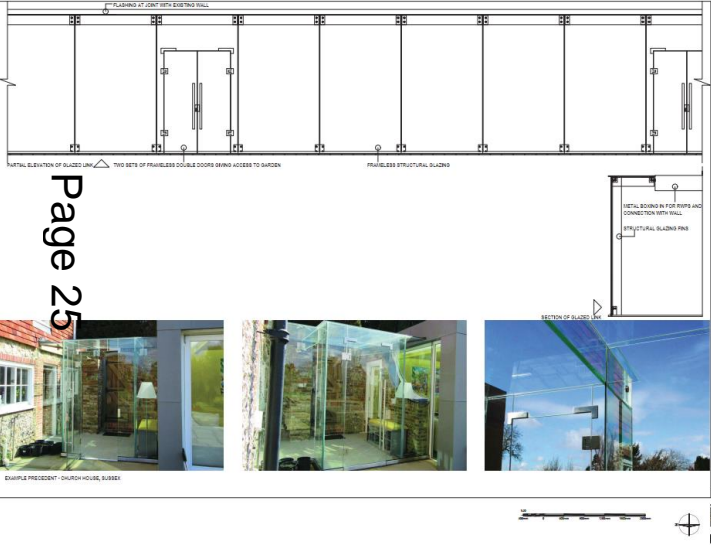 FLASHING AT JOINT WITH EXISTING WALL
PARTIAL ELEVATION OF GLAZED LINK
TWO SETS OF FRAMELESS DOUBLE DOORS GIVING ACCESS TO GARDEN
FRAMELESS STRUCTURAL GLAZING
Page 25
METAL BOXING IN FOR RWPS AND
CONNECTION WITH WALL
STRUCTURAL GLAZING FINS
SECTION OF GLAZED LINK
EXAMPLE PRECEDENT - CHURCH HOUSE, SUSSEX